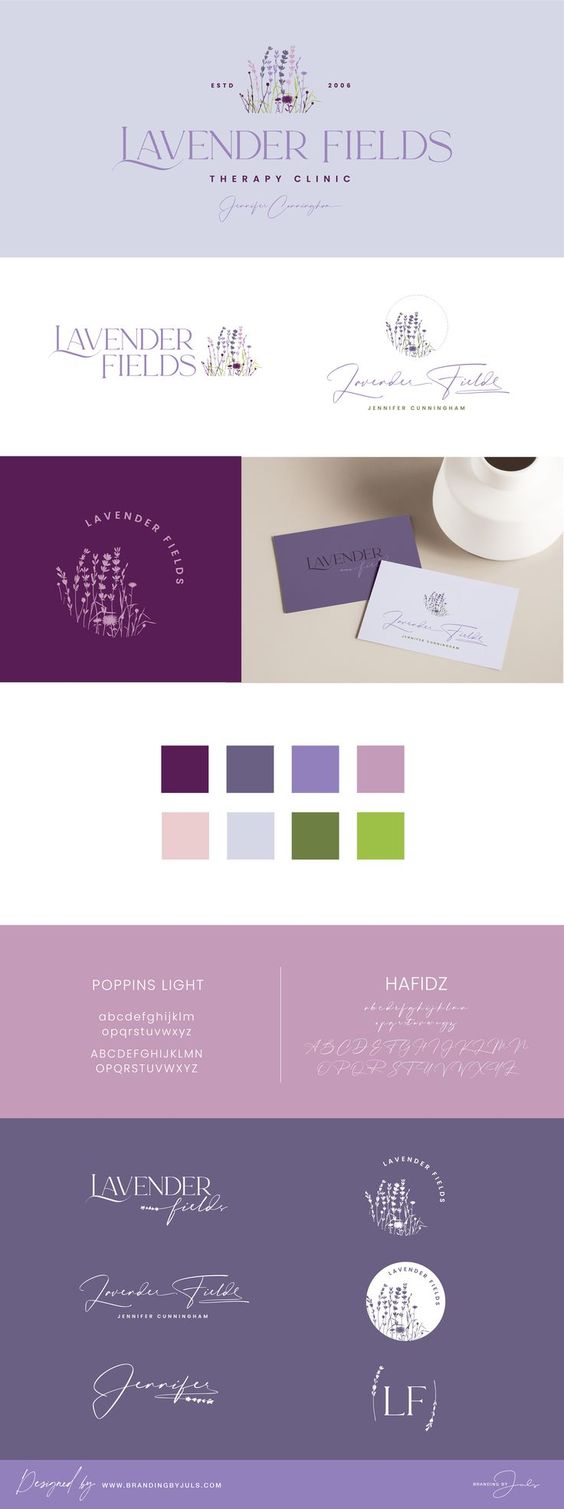 ESTD 2006
LAVENDER FIELDS
THERAPY CLINIC
Jennifer Cunningham
LAVENDER
FIELDS
Lavender Fields
JENNIFER CUNNINGHAM
LAVENDER FIELDS
LAVENDER
fields
Lavender Fields
JENNIFER CUNNINGHAM
POPPINS LIGHT
abcdefghijklm
opqrstuvwxyz
ABCDEFGHIJKLMN
OPQRSTUVWXYZ
HAFIDZ
abcdefghijklmn
opqrstuvwxyz
ABCDEFGHIJKLMN
OPQRSTUVWXYZ
LAVENDER
fields
LAVENDER FIELDS
Lavender Fields
JENNIFER CUNNINGHAM
LAVENDER FIELDS
Jennifer
LF
Designed by WWW.BRANDINGBYJULS.COM
BRANDING BY Juls